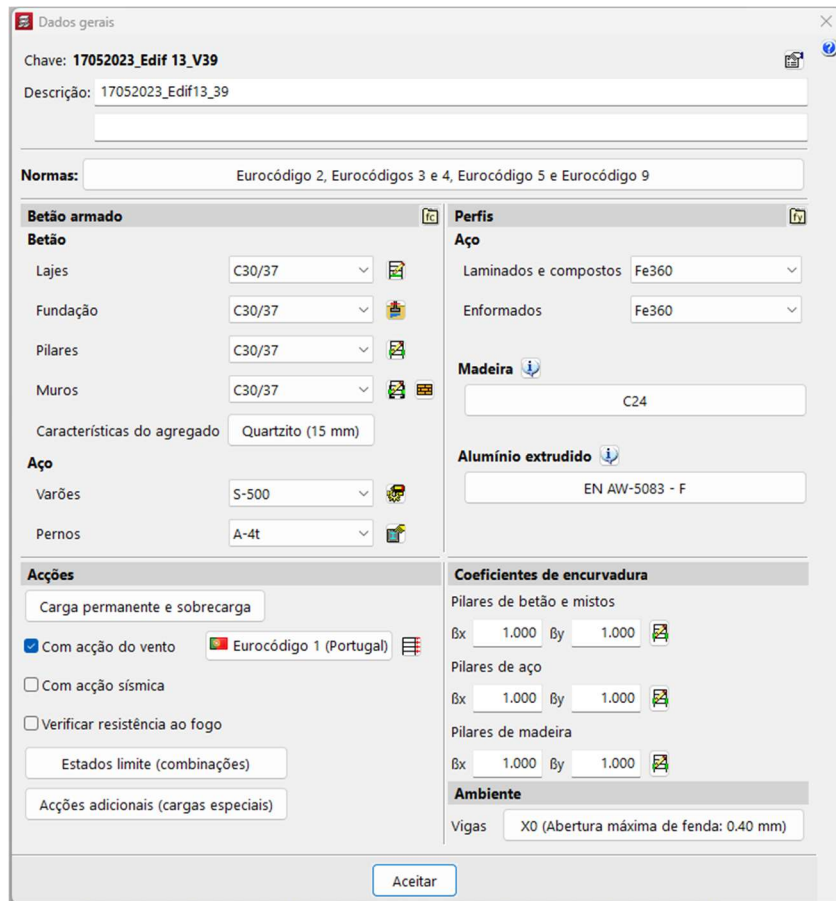 Dados gerais
Chave: 17052023_Edif 13_V39
Descrição: 17052023_Edif13_39
Normas: Eurocódigo 2, Eurocódigos 3 e 4, Eurocódigo 5 e Eurocódigo 9
Betão armado
Betão
Lajes C30/37
Fundação C30/37
Pilares C30/37
Muros C30/37
Características do agregado Quartzito (15 mm)
Aço
Varões S-500
Pernos A-4t
Perfis
Aço
Laminados e compostos Fe360
Enformados Fe360
Madeira
C24
Alumínio extrudido
EN AW-5083 - F
Acções
Carga permanente e sobrecarga
Com acção do vento Eurocódigo 1 (Portugal)
Com acção sísmica
Verificar resistência ao fogo
Estados limite (combinações)
Acções adicionais (cargas especiais)
Coeficientes de encurvadura
Pilares de betão e mistos
ßx 1.000 ßy 1.000
Pilares de aço
ßx 1.000 ßy 1.000
Pilares de madeira
ßx 1.000 ßy 1.000
Ambiente
Vigas X0 (Abertura máxima de fenda: 0.40 mm)
Aceitar